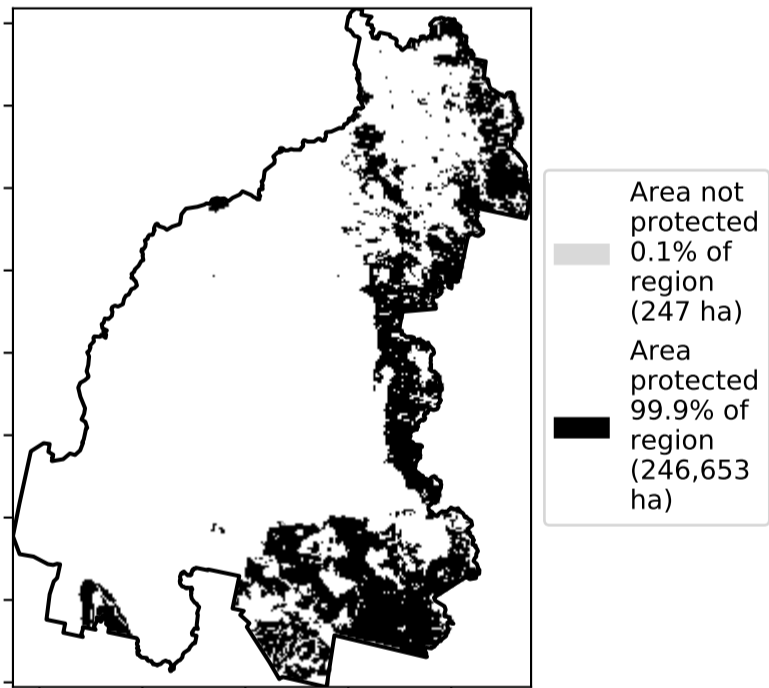 Area not
protected
0.1% of
region
(247 ha)
Area
protected
99.9% of
region
(246,653
ha)